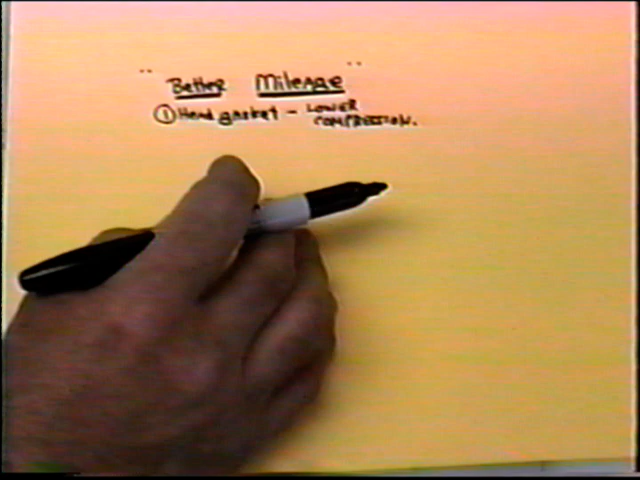 " Better Mileage "
① Head gasket – LOWER
COMPRESSION.